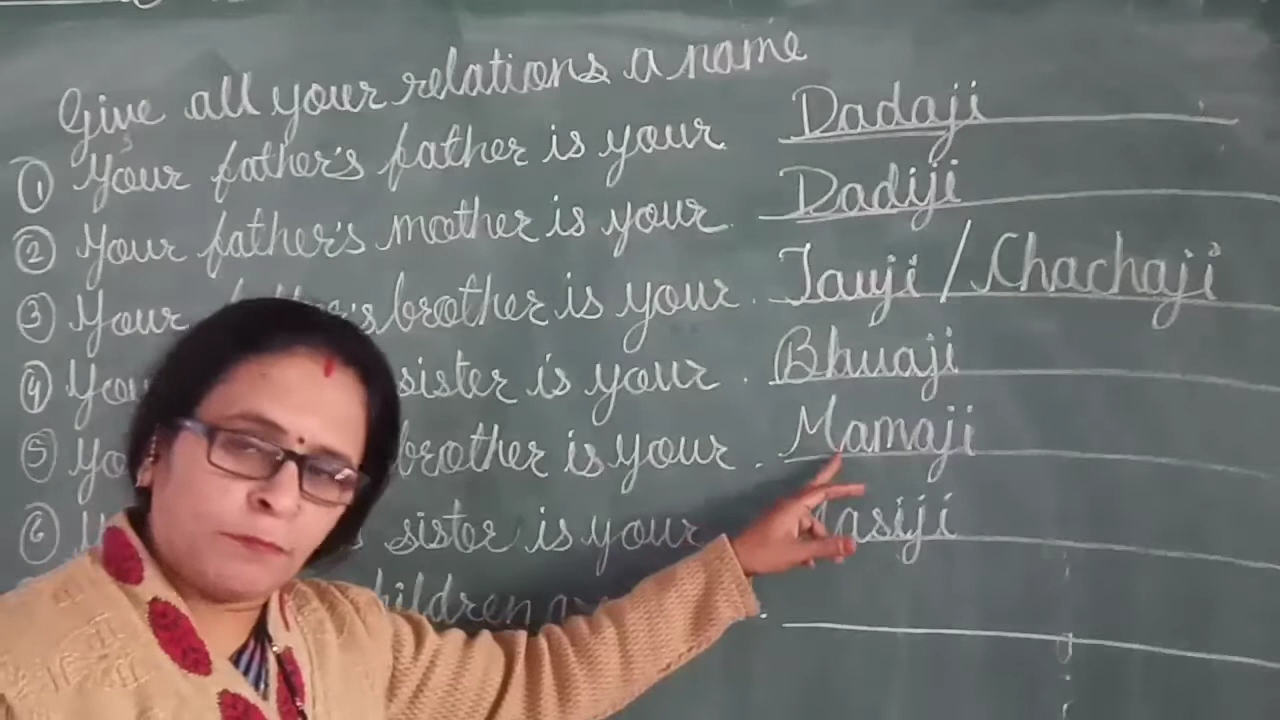 Give all your relations a name
① Your father's father is your Dadaji
② Your father's mother is your. Dadiji
③ Your brother is your. Tauji / Chachaji
④ sister is your. Bhuaji
⑤ brother is your. Mamaji
⑥ sister is your